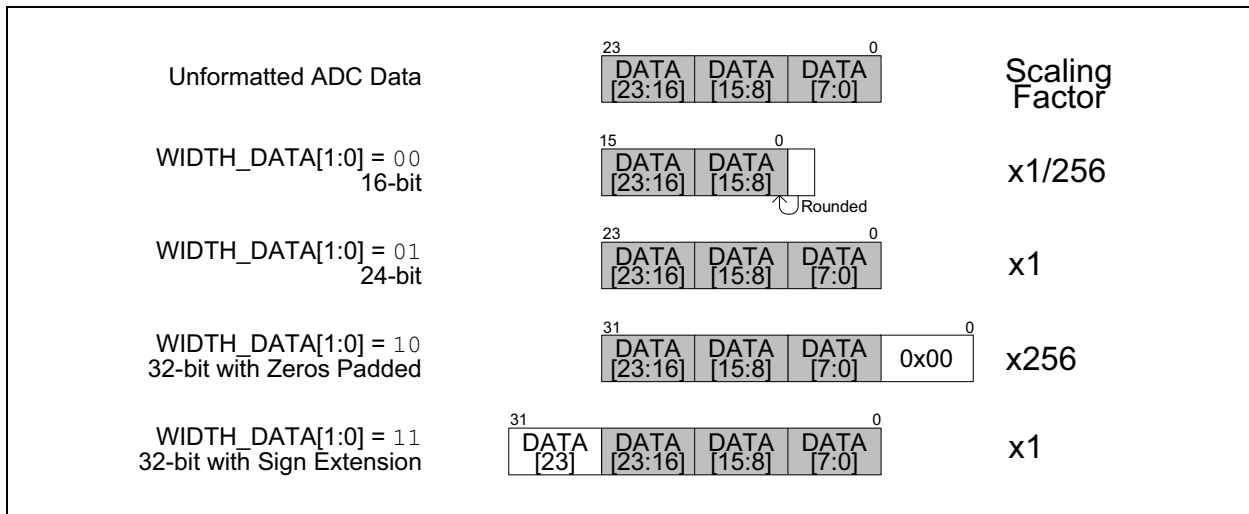 23 0
Unformatted ADC Data DATA [23:16] DATA [15:8] DATA [7:0] Scaling Factor
15 0
WIDTH_DATA[1:0] = 00
16-bit
DATA [23:16] DATA [15:8]
Rounded
x1/256
23 0
WIDTH_DATA[1:0] = 01
24-bit
DATA [23:16] DATA [15:8] DATA [7:0]
x1
31 0
WIDTH_DATA[1:0] = 10
32-bit with Zeros Padded
DATA [23:16] DATA [15:8] DATA [7:0] 0x00
x256
31 0
WIDTH_DATA[1:0] = 11
32-bit with Sign Extension
DATA [23] DATA [23:16] DATA [15:8] DATA [7:0]
x1